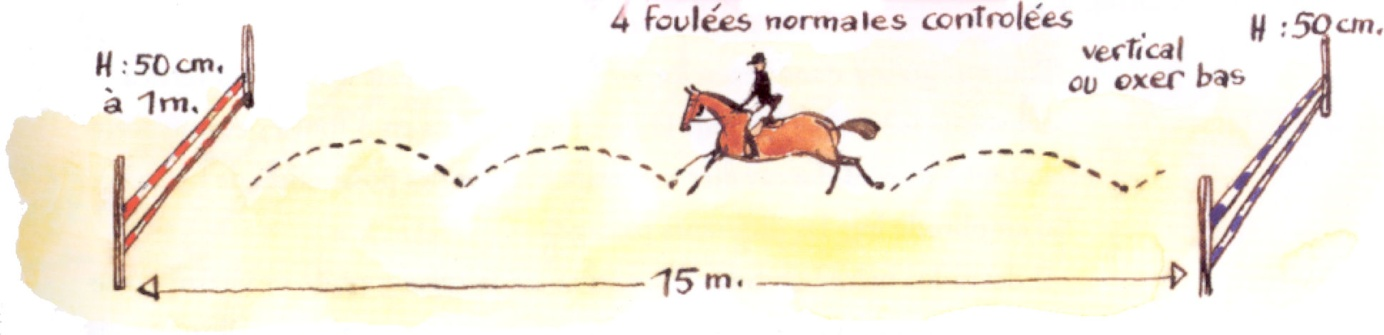 4 foulées normales controlées
H : 50 cm.
à 1m.
vertical
ou oxer bas
H : 50 cm.
15 m.